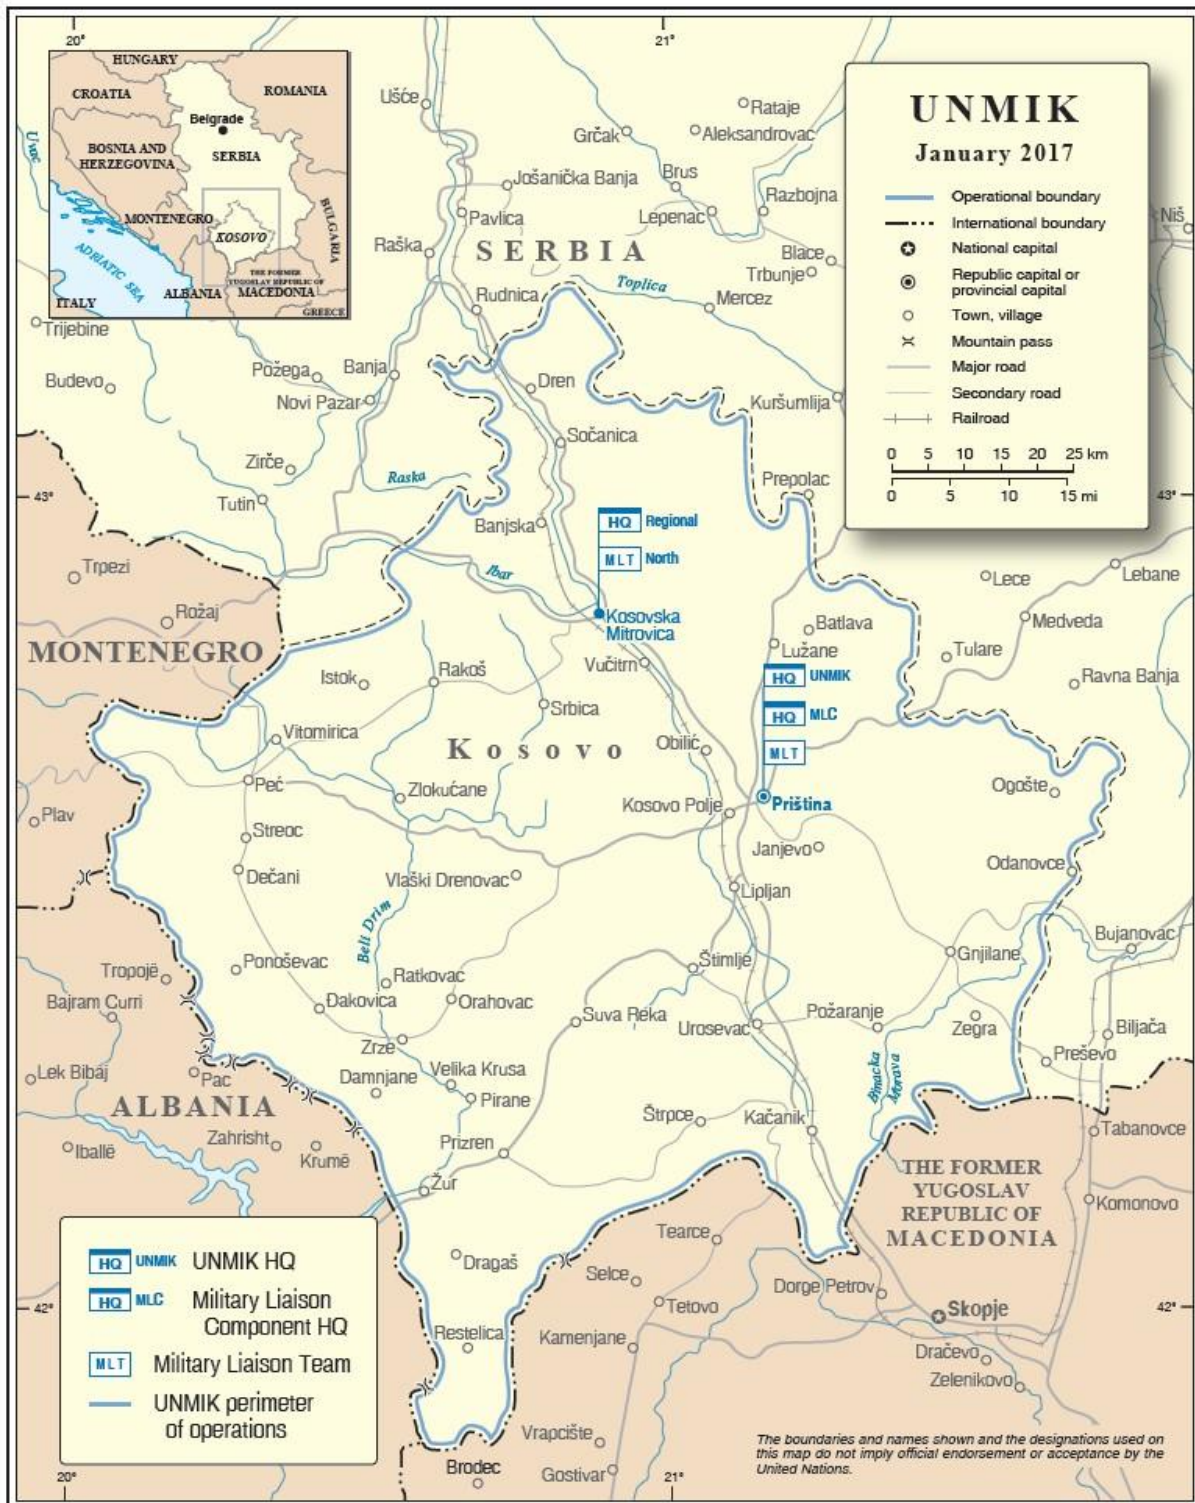 20°
21°
HUNGARY
CROATIA
ROMANIA
Belgrade
BOSNIA AND
HERZEGOVINA
SERBIA
MONTENEGRO
BULGARIA
KOSOVO
ADRIATIC SEA
THE FORMER
YUGOSLAV REPUBLIC OF
ITALY
ALBANIA
MACEDONIA
GREECE
Uvac
UNMIK
January 2017
Operational boundary
International boundary
National capital
Republic capital or
provincial capital
Town, village
Mountain pass
Major road
Secondary road
Railroad
0 5 10 15 20 25 km
0 5 10 15 mi
Ušće
Rataje
Grčak
Aleksandrovac
Jošanička Banja
Brus
Razbojna
Pavlica
Lepenac
Niš
Raška
SERBIA
Blace
Trbunje
Toplica
Rudnica
Mercez
Trijebine
Požega
Banja
Budevo
Dren
Novi Pazar
Kuršumlija
Sočanica
Zirče
Raska
Prepolac
43°
43°
Tutin
Banjska
HQ Regional
MLT North
Trpezi
Ibar
Lece
Lebane
Rožaj
Kosovska
Mitrovica
Batlava
Medveda
MONTENEGRO
Lužane
Tulare
Vučitrn
Istok
Rakoš
HQ UNMIK
Ravna Banja
Srbica
HQ MLC
Vitomirica
Kosovo
Obilić
MLT
Peć
Zlokućane
Ogošte
Kosovo Polje
Priština
Plav
Streoc
Janjevo
Dečani
Vlaški Drenovac
Odanovce
Lipljan
Beli Drim
Bujanovac
Gnjilane
Štimlje
Tropojë
Ponoševac
Ratkovac
Bajram Curri
Đakovica
Orahovac
Suva Reka
Urosevac
Požaranje
Zegra
Biljača
Zrze
Preševo
Lek Bibaj
Pac
Damnjane
Velika Krusa
Binacka
Morava
ALBANIA
Pirane
Štrpce
Kačanik
Tabanovce
Iballë
Zahrisht
Krumë
Prizren
THE FORMER
YUGOSLAV
REPUBLIC OF
MACEDONIA
Žur
Komonovo
Tearce
Dragaš
Selce
Dorge Petrov
Tetovo
Skopje
42°
42°
Restelica
Kamenjane
Dračevo
Zelenikovo
Vrapcište
Brodec
Gostivar
HQ UNMIK UNMIK HQ
HQ MLC Military Liaison
Component HQ
MLT Military Liaison Team
UNMIK perimeter
of operations
The boundaries and names shown and the designations used on
this map do not imply official endorsement or acceptance by the
United Nations.
20°
21°